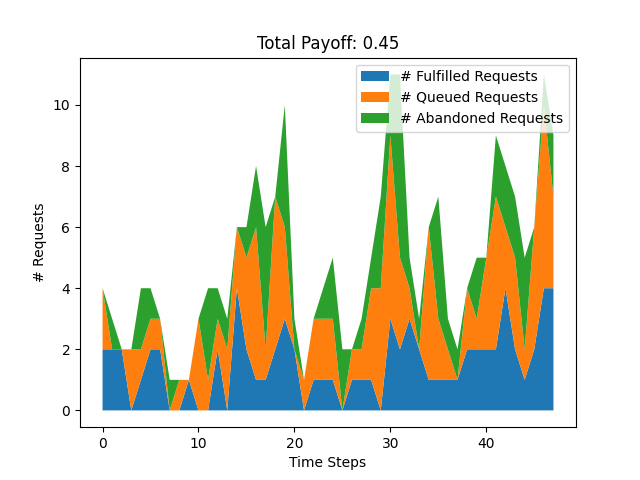 Total Payoff: 0.45
# Fulfilled Requests
# Queued Requests
# Abandoned Requests
# Requests
10
8
6
4
2
0
0 10 20 30 40
Time Steps